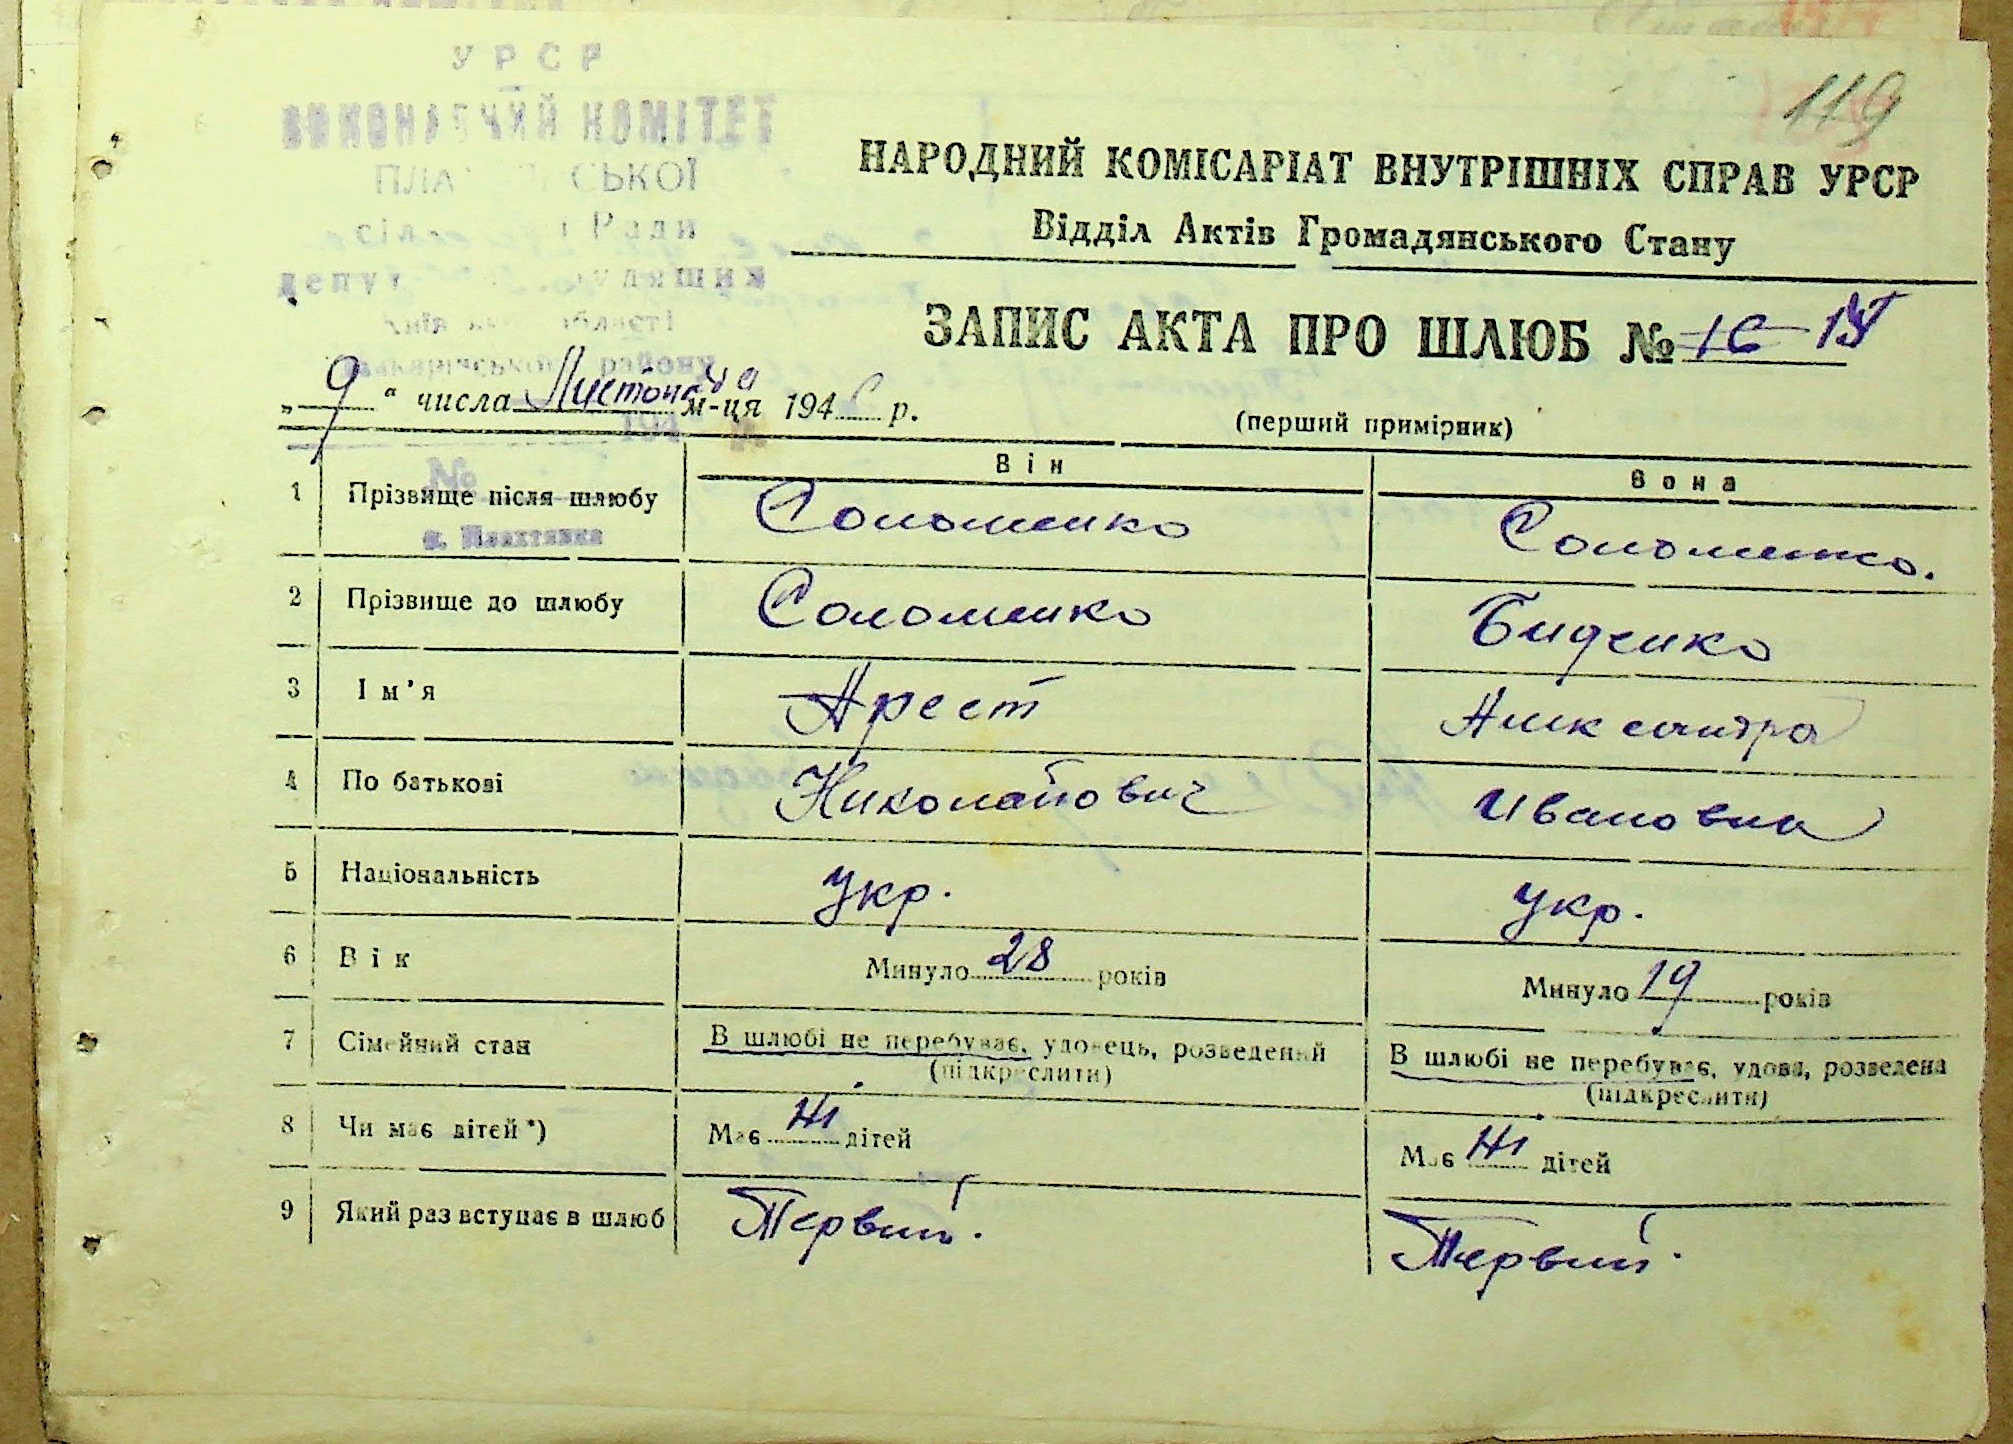 119
УРСР
ВИКОНАВЧИЙ КОМІТЕТ
НАРОДНИЙ КОМІСАРІАТ ВНУТРІШНІХ СПРАВ УРСР
Відділ Актів Громадянського Стану
ЗАПИС АКТА ПРО ШЛЮБ №
„9" числа Листопада м-ця 194 р.
(перший примірник)
Він Вона
1 Прізвище після шлюбу Соломенко Соломенко.
№
с. Плахтянка
2 Прізвище до шлюбу Соломенко Биденко
3 Ім'я Арест Александра
4 По батькові Николайович Ивановна
5 Національність укр. укр.
6 Вік Минуло 28 років Минуло 19 років
7 Сімейний стан В шлюбі не перебуває, удовець, розведений В шлюбі не перебуває, удова, розведена
(підкреслити) (підкреслити)
8 Чи має дітей *) Має Ні дітей Має Ні дітей
9 Який раз вступає в шлюб Первий. Первий.